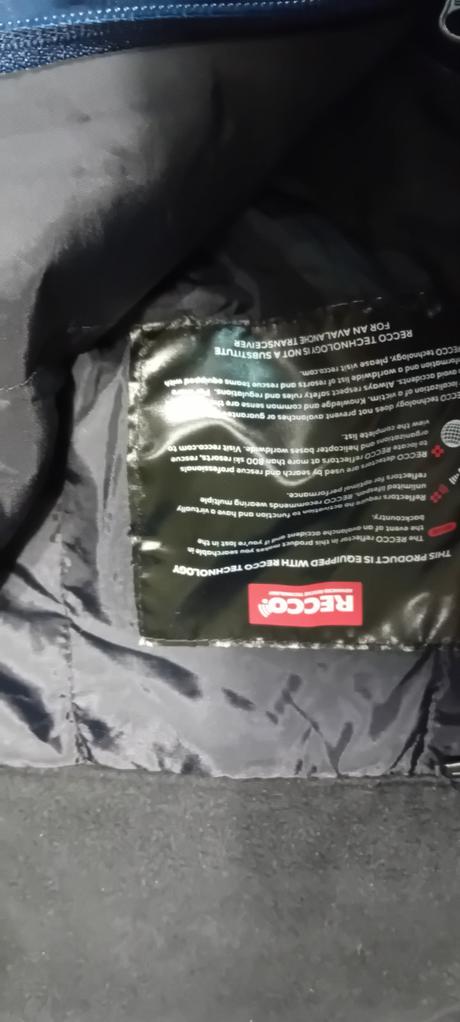 RECCO
ADVANCED RESCUE TECHNOLOGY
THIS PRODUCT IS EQUIPPED WITH RECCO TECHNOLOGY
The RECCO reflector in this product makes you searchable in
the event of an avalanche accident and if you're lost in the
backcountry.
Reflectors require no activation to function and have a virtually
unlimited lifespan. RECCO recommends wearing multiple
reflectors for optimal performance.
RECCO detectors are used by search and rescue professionals
to locate RECCO reflectors at more than 800 ski resorts, rescue
organizations and helicopter bases worldwide. Visit recco.com to
view the complete list.
technology does not prevent avalanches or guarantee
localization of a victim. Knowledge and common sense are the
avoid accidents. Always respect safety rules and regulations.
and a worldwide list of resorts and rescue teams equipped with
RECCO technology, please visit recco.com.
RECCO TECHNOLOGY IS NOT A SUBSTITUTE
FOR AN AVALANCHE TRANSCEIVER